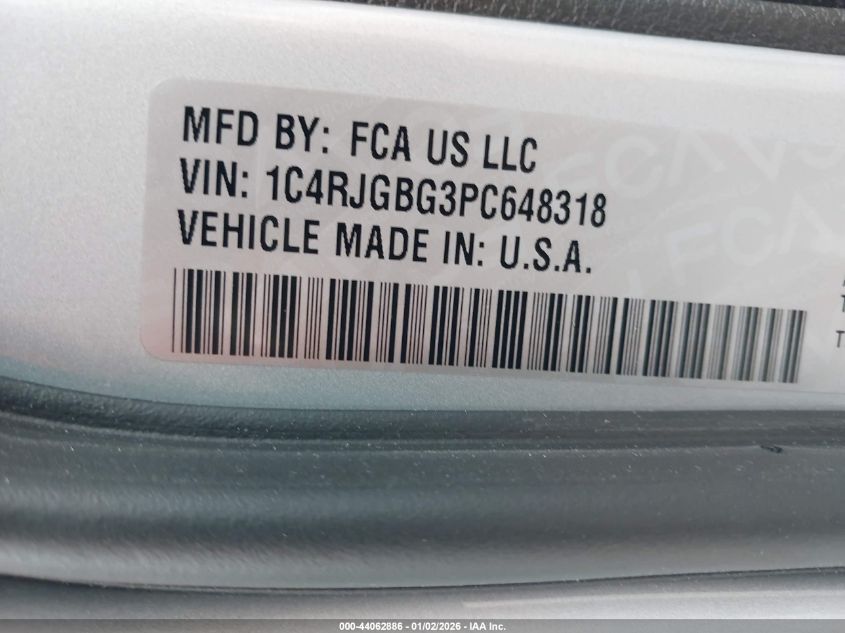 MFD BY: FCA US LLC
VIN: 1C4RJGBG3PC648318
VEHICLE MADE IN: U.S.A.
000-44062886 - 01/02/2026 - IAA Inc.